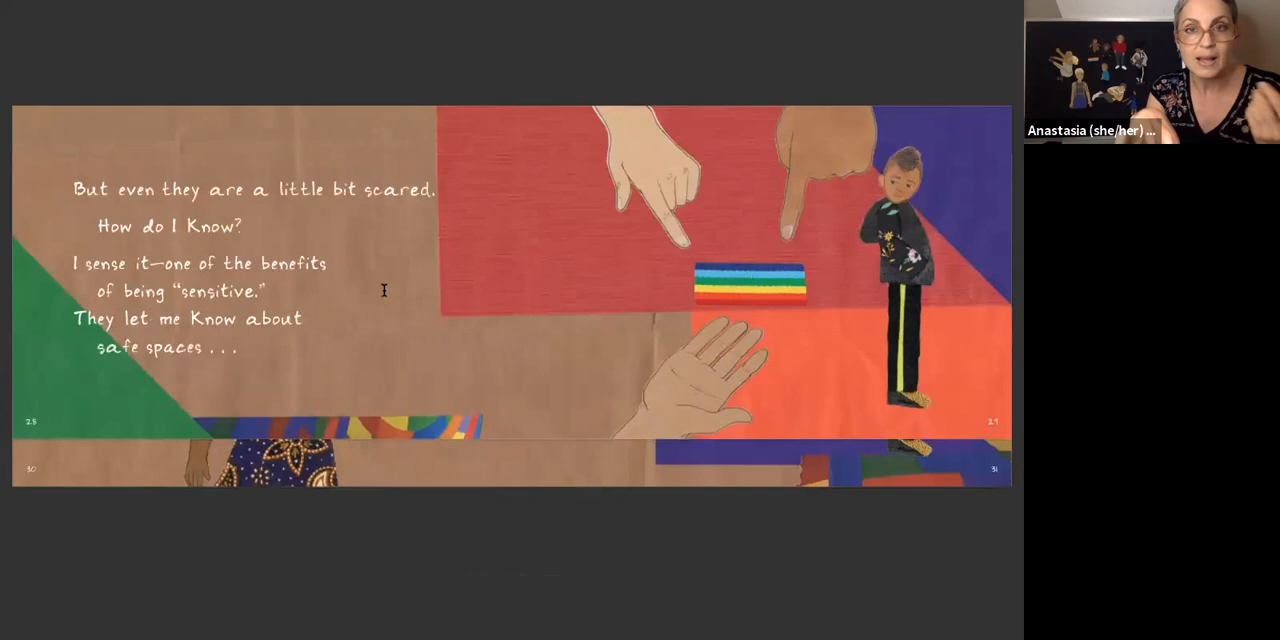 But even they are a little bit scared.
How do I Know?
I sense it—one of the benefits
of being “sensitive.”
They let me Know about
safe spaces . . .
28
29
30
31
Anastasia (she/her) ...